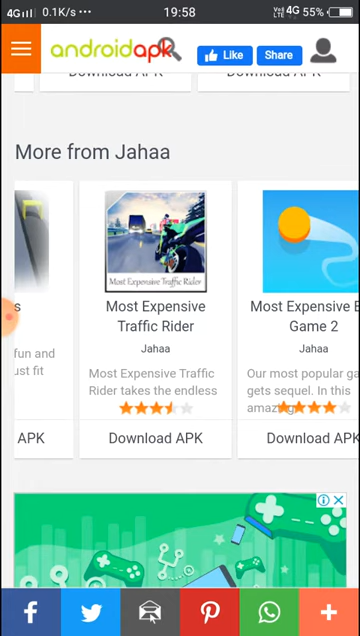 4G 0.1K/s ... 19:58 VoLTE 4G 55%
androidapk Like Share
Download APK Download APK
More from Jahaa
s
fun and
ust fit
APK
Most Expensive Traffic Rider
Most Expensive
Traffic Rider
Jahaa
Most Expensive Traffic
Rider takes the endless
Download APK
Most Expensive B
Game 2
Jahaa
Our most popular ga
gets sequel. In this
amazing
Download APK